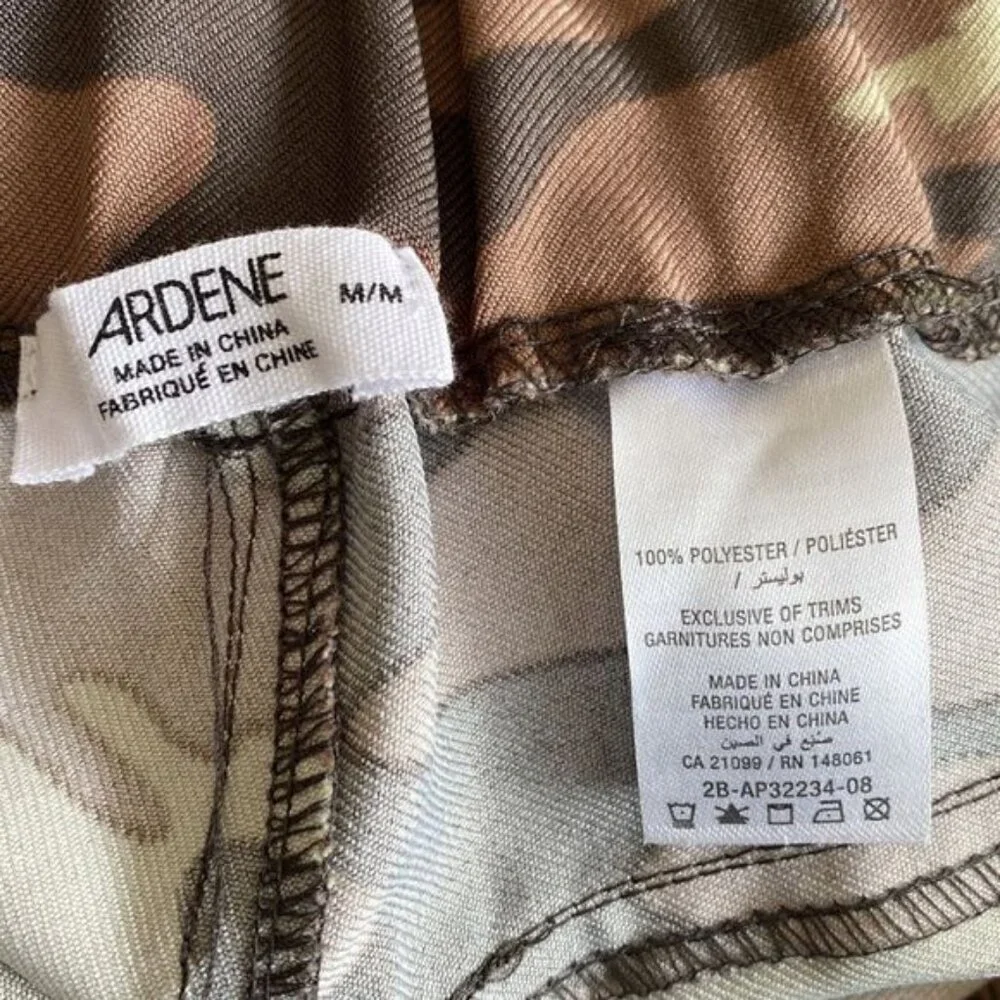 ARDENE
M/M
MADE IN CHINA
FABRIQUÉ EN CHINE
100% POLYESTER / POLIÉSTER
/ بوليستر
EXCLUSIVE OF TRIMS
GARNITURES NON COMPRISES
MADE IN CHINA
FABRIQUÉ EN CHINE
HECHO EN CHINA
صنع في الصين
CA 21099 / RN 148061
2B-AP32234-08